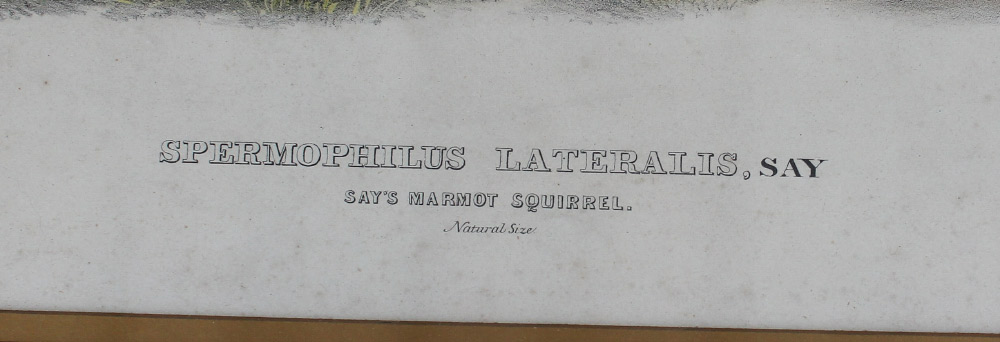 SPERMOPHILUS LATERALIS, SAY
SAY'S MARMOT SQUIRREL.
Natural Size